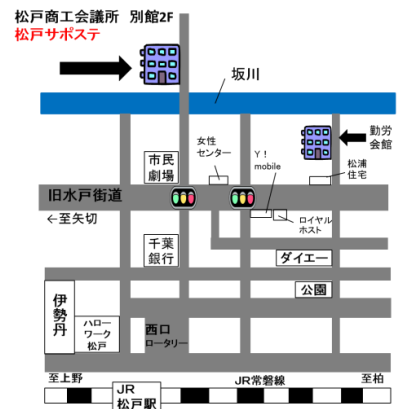 松戸商工会議所 別館2F
松戸サポステ
坂川
勤労
会館
女性
センター
Y!
mobile
松浦
住宅
市民
劇場
旧水戸街道
←至矢切
ロイヤル
ホスト
千葉
銀行
ダイエー
公園
伊勢丹
ハロー
ワーク
松戸
西口
ロータリー
至上野
JR常磐線
至柏
JR
松戸駅